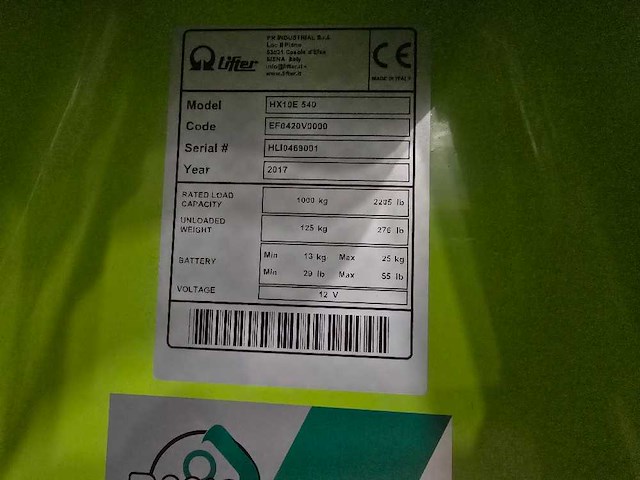 Lifter
PR INDUSTRIAL S.r.l.
Loc. Il Piano
53031 Casole d'Elsa
SIENA Italy
info@lifter.it
www.lifter.it
CE
MADE IN ITALY
Model HX10E 540
Code EF0420V0000
Serial # HLI0469001
Year 2017
RATED LOAD CAPACITY 1000 kg 2205 lb
UNLOADED WEIGHT 125 kg 276 lb
BATTERY Min 13 kg Max 25 kg
Min 29 lb Max 55 lb
VOLTAGE 12 V